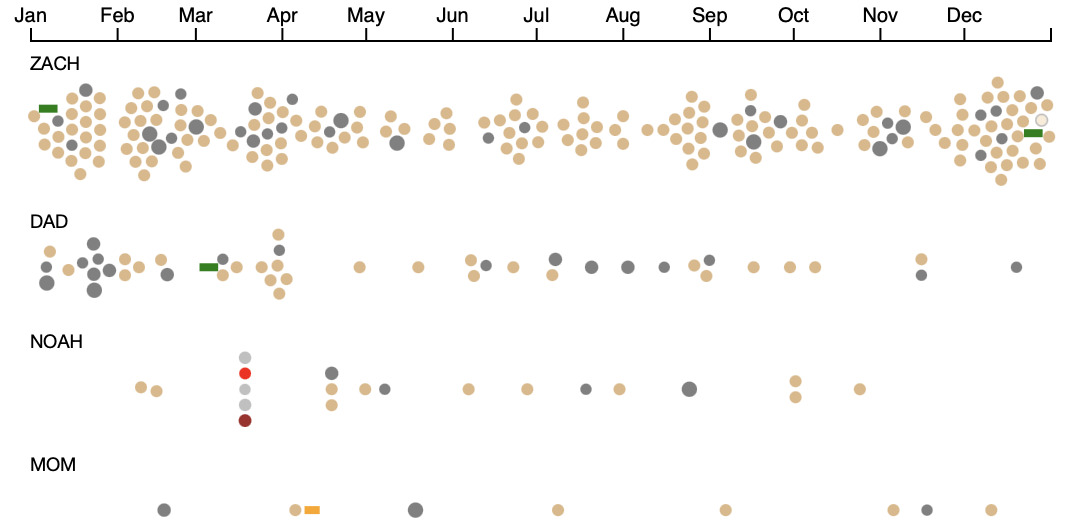 Jan Feb Mar Apr May Jun Jul Aug Sep Oct Nov Dec
ZACH
DAD
NOAH
MOM